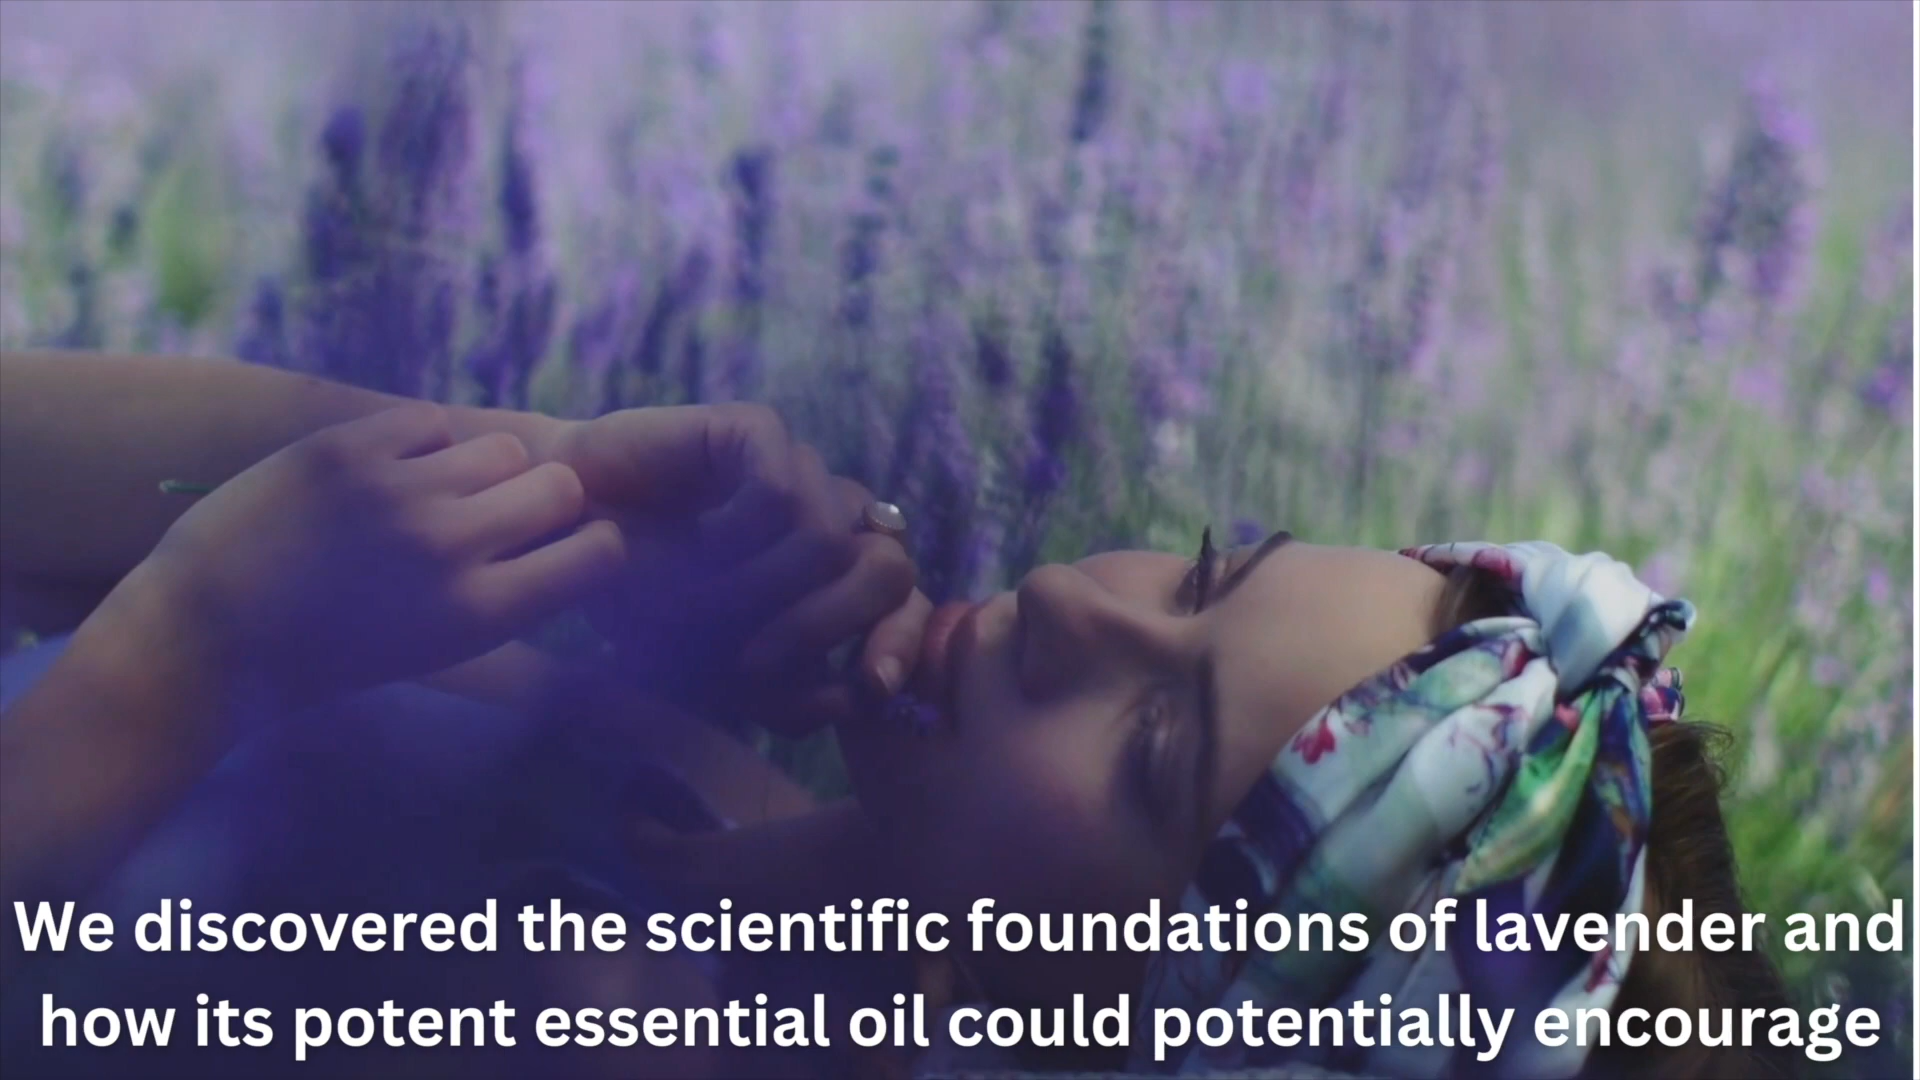 We discovered the scientific foundations of lavender and
how its potent essential oil could potentially encourage